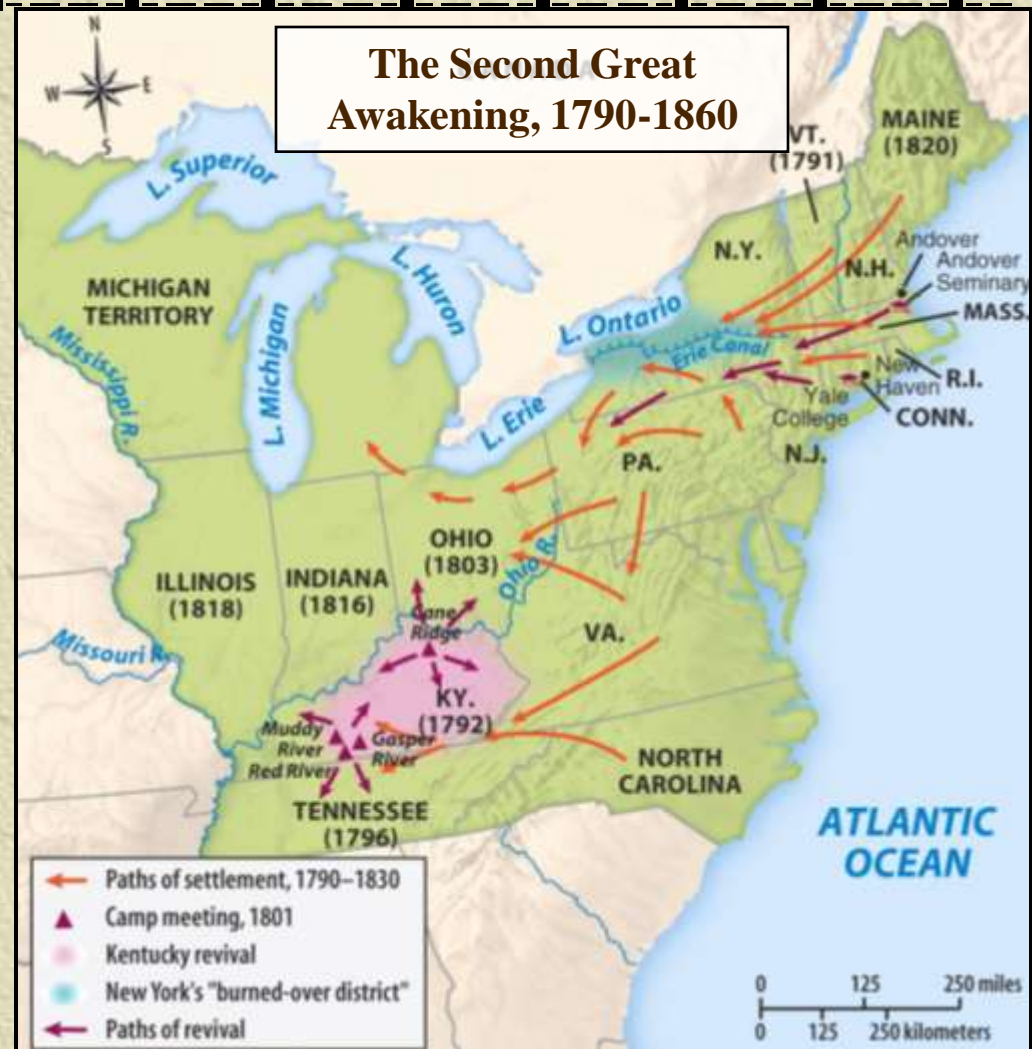 The Second Great
Awakening, 1790-1860
N
W
E
S
L. Superior
VT.
(1791)
MAINE
(1820)
N.Y.
N.H.
Andover
Andover
Seminary
MASS.
MICHIGAN
TERRITORY
L. Huron
L. Ontario
Erie Canal
Mississippi R.
L. Michigan
New
Haven
R.I.
Yale
College
CONN.
L. Erie
N.J.
PA.
OHIO
(1803)
Ohio R.
ILLINOIS
(1818)
INDIANA
(1816)
Cane
Ridge
VA.
Missouri R.
KY.
(1792)
Muddy
River
Gasper
River
Red River
NORTH
CAROLINA
TENNESSEE
(1796)
ATLANTIC
OCEAN
Paths of settlement, 1790–1830
Camp meeting, 1801
Kentucky revival
New York's "burned-over district"
Paths of revival
0 125 250 miles
0 125 250 kilometers